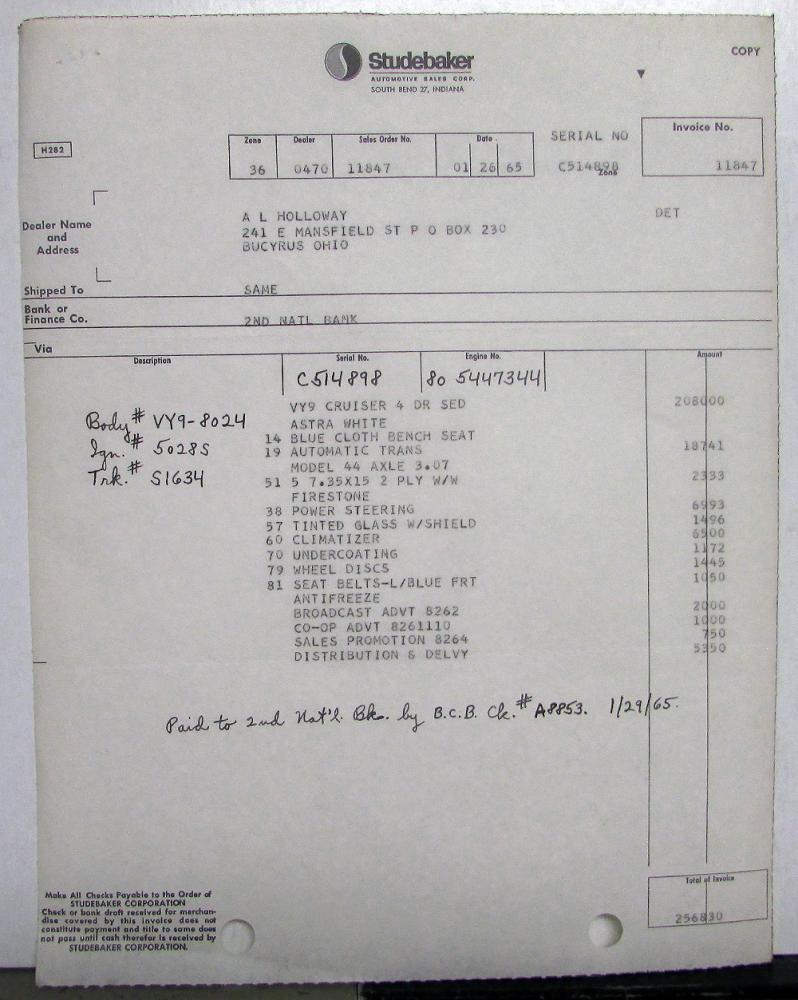 COPY
Studebaker
AUTOMOTIVE SALES CORP.
SOUTH BEND 27, INDIANA
H282
Zone Dealer Sales Order No. Date SERIAL NO Invoice No.
36 0470 11847 01 26 65 C514898 Zone 11847
Dealer Name
and
Address
A L HOLLOWAY DET
241 E MANSFIELD ST P O BOX 230
BUCYRUS OHIO
Shipped To SAME
Bank or
Finance Co. 2ND NATL BANK
Via
Description Serial No. Engine No. Amount
C514898 80 5447344
Body # VY9-8024
Ign. # 5028S
Trk. # S1634
VY9 CRUISER 4 DR SED 208000
ASTRA WHITE
14 BLUE CLOTH BENCH SEAT
19 AUTOMATIC TRANS 18741
MODEL 44 AXLE 3.07
51 5 7.35X15 2 PLY W/W 2333
FIRESTONE
38 POWER STEERING 6993
57 TINTED GLASS W/SHIELD 1496
60 CLIMATIZER 6500
70 UNDERCOATING 1172
79 WHEEL DISCS 1445
81 SEAT BELTS-L/BLUE FRT 1050
ANTIFREEZE
BROADCAST ADVT 8262 2000
CO-OP ADVT 8261110 1000
SALES PROMOTION 8264 750
DISTRIBUTION & DELVY 5350
Paid to 2nd Nat'l. Bk. by B.C.B. Ck.# A8853. 1/29/65.
Make All Checks Payable to the Order of
STUDEBAKER CORPORATION
Check or bank draft received for merchan-
dise covered by this invoice does not
constitute payment and title to same does
not pass until cash therefor is received by
STUDEBAKER CORPORATION.
Total of Invoice
256830